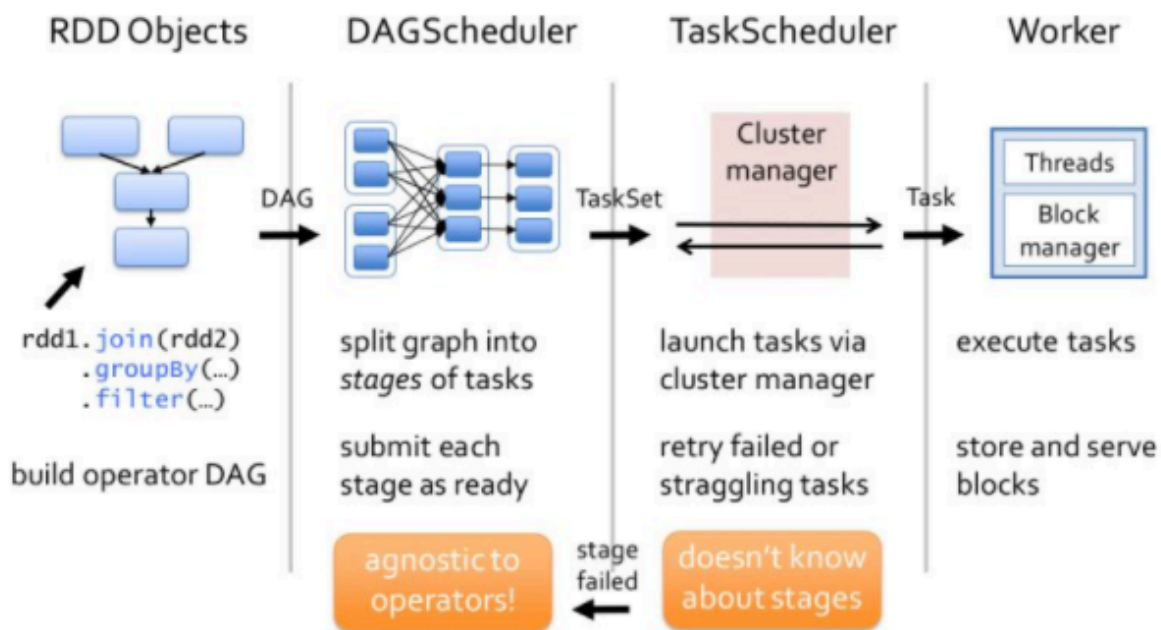 RDD Objects
DAGScheduler
TaskScheduler
Worker
DAG
TaskSet
Cluster
manager
Task
Threads
Block
manager
rdd1.join(rdd2)
.groupBy(…)
.filter(…)
build operator DAG
split graph into
stages of tasks
submit each
stage as ready
agnostic to
operators!
launch tasks via
cluster manager
retry failed or
straggling tasks
stage
failed
doesn't know
about stages
execute tasks
store and serve
blocks